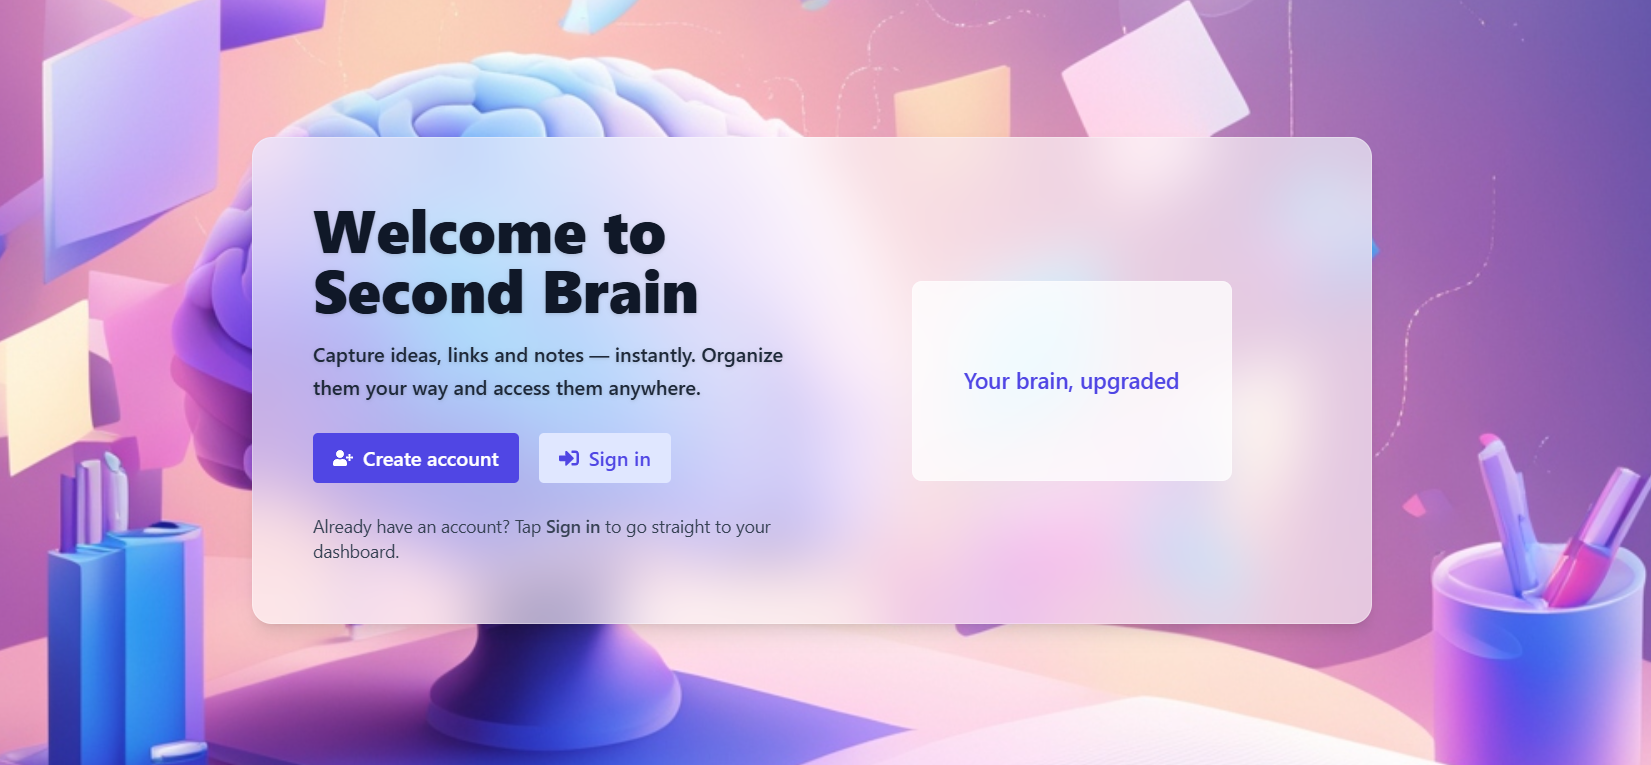 Welcome to
Second Brain
Capture ideas, links and notes — instantly. Organize
them your way and access them anywhere.
Create account
Sign in
Already have an account? Tap Sign in to go straight to your
dashboard.
Your brain, upgraded